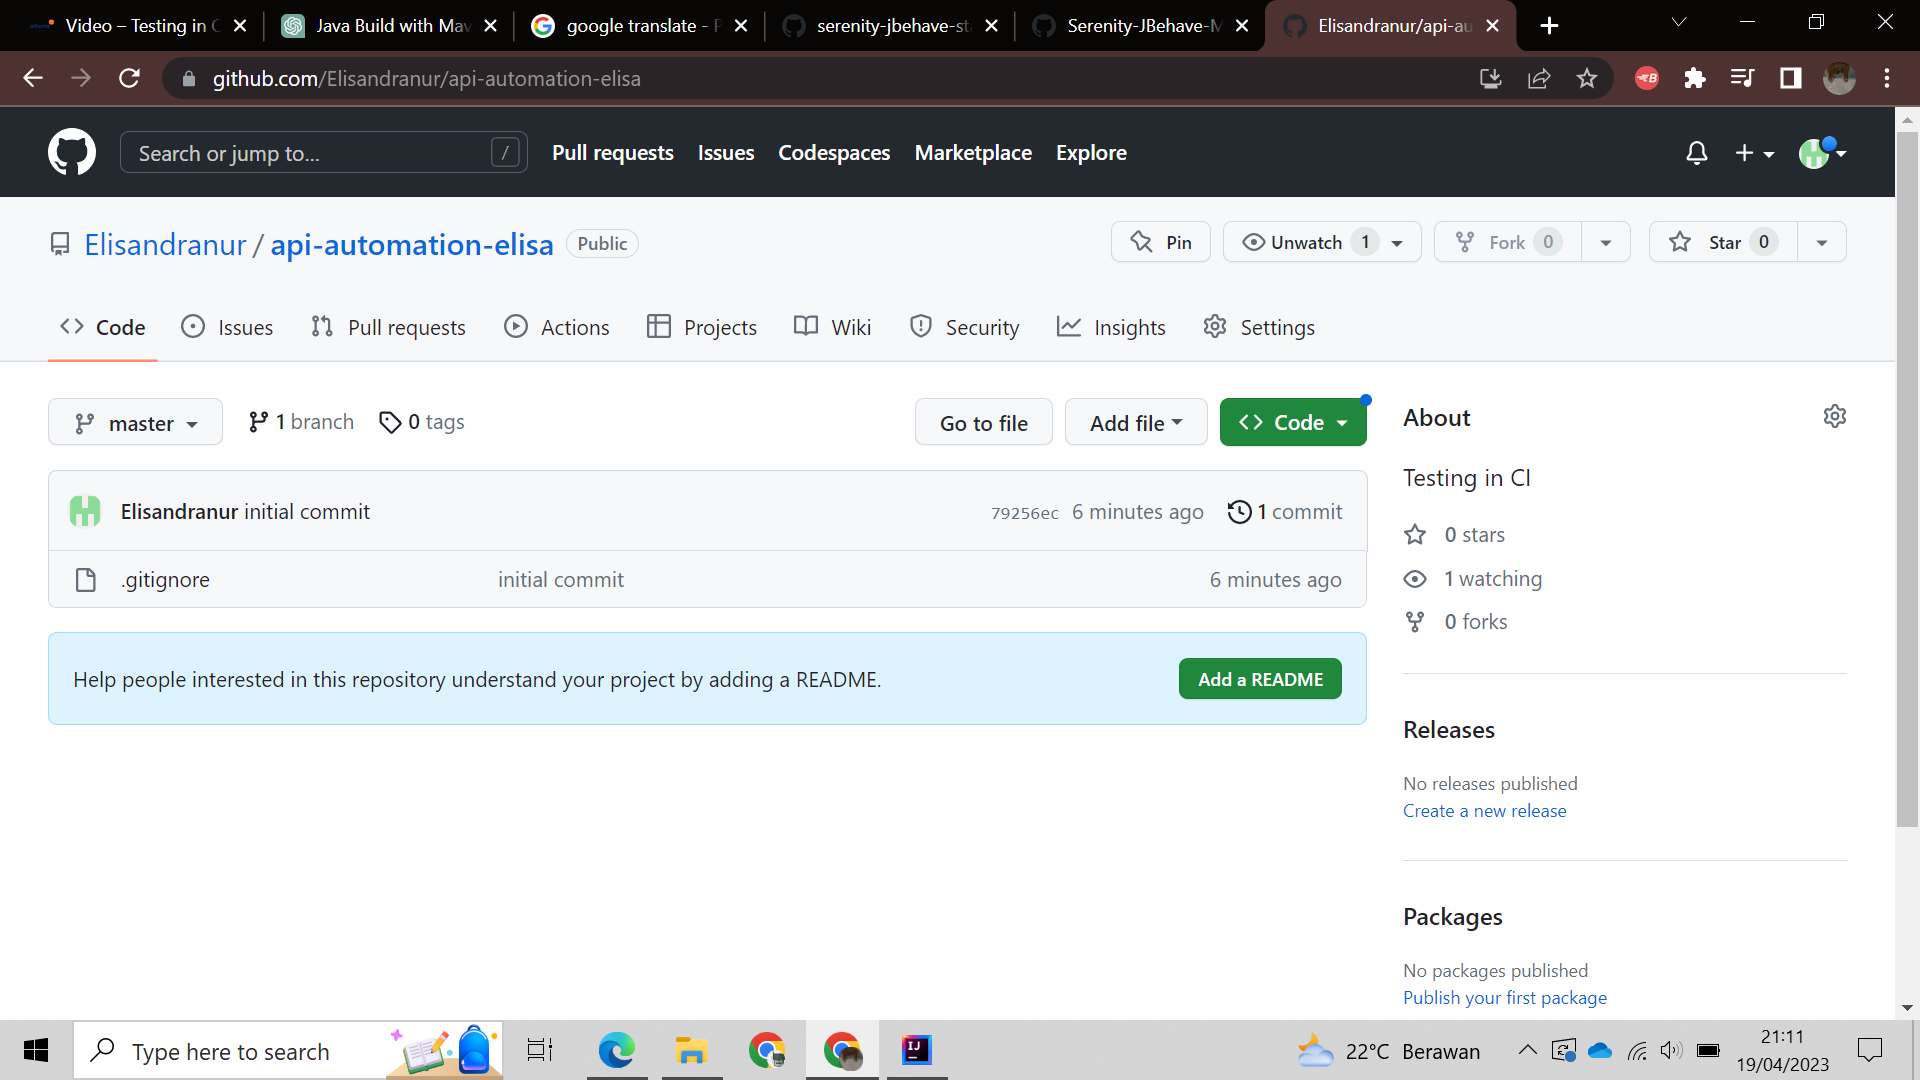 Video – Testing in C
Java Build with Mav
google translate - P
serenity-jbehave-sta
Serenity-JBehave-M
Elisandranur/api-au
github.com/Elisandranur/api-automation-elisa
Search or jump to... /
Pull requests Issues Codespaces Marketplace Explore
Elisandranur / api-automation-elisa Public
Pin Unwatch 1 Fork 0 Star 0
Code Issues Pull requests Actions Projects Wiki Security Insights Settings
master 1 branch 0 tags Go to file Add file Code
Elisandranur initial commit 79256ec 6 minutes ago 1 commit
.gitignore initial commit 6 minutes ago
Help people interested in this repository understand your project by adding a README. Add a README
About
Testing in CI
0 stars
1 watching
0 forks
Releases
No releases published
Create a new release
Packages
No packages published
Publish your first package
Type here to search
IJ
22°C Berawan
21:11
19/04/2023